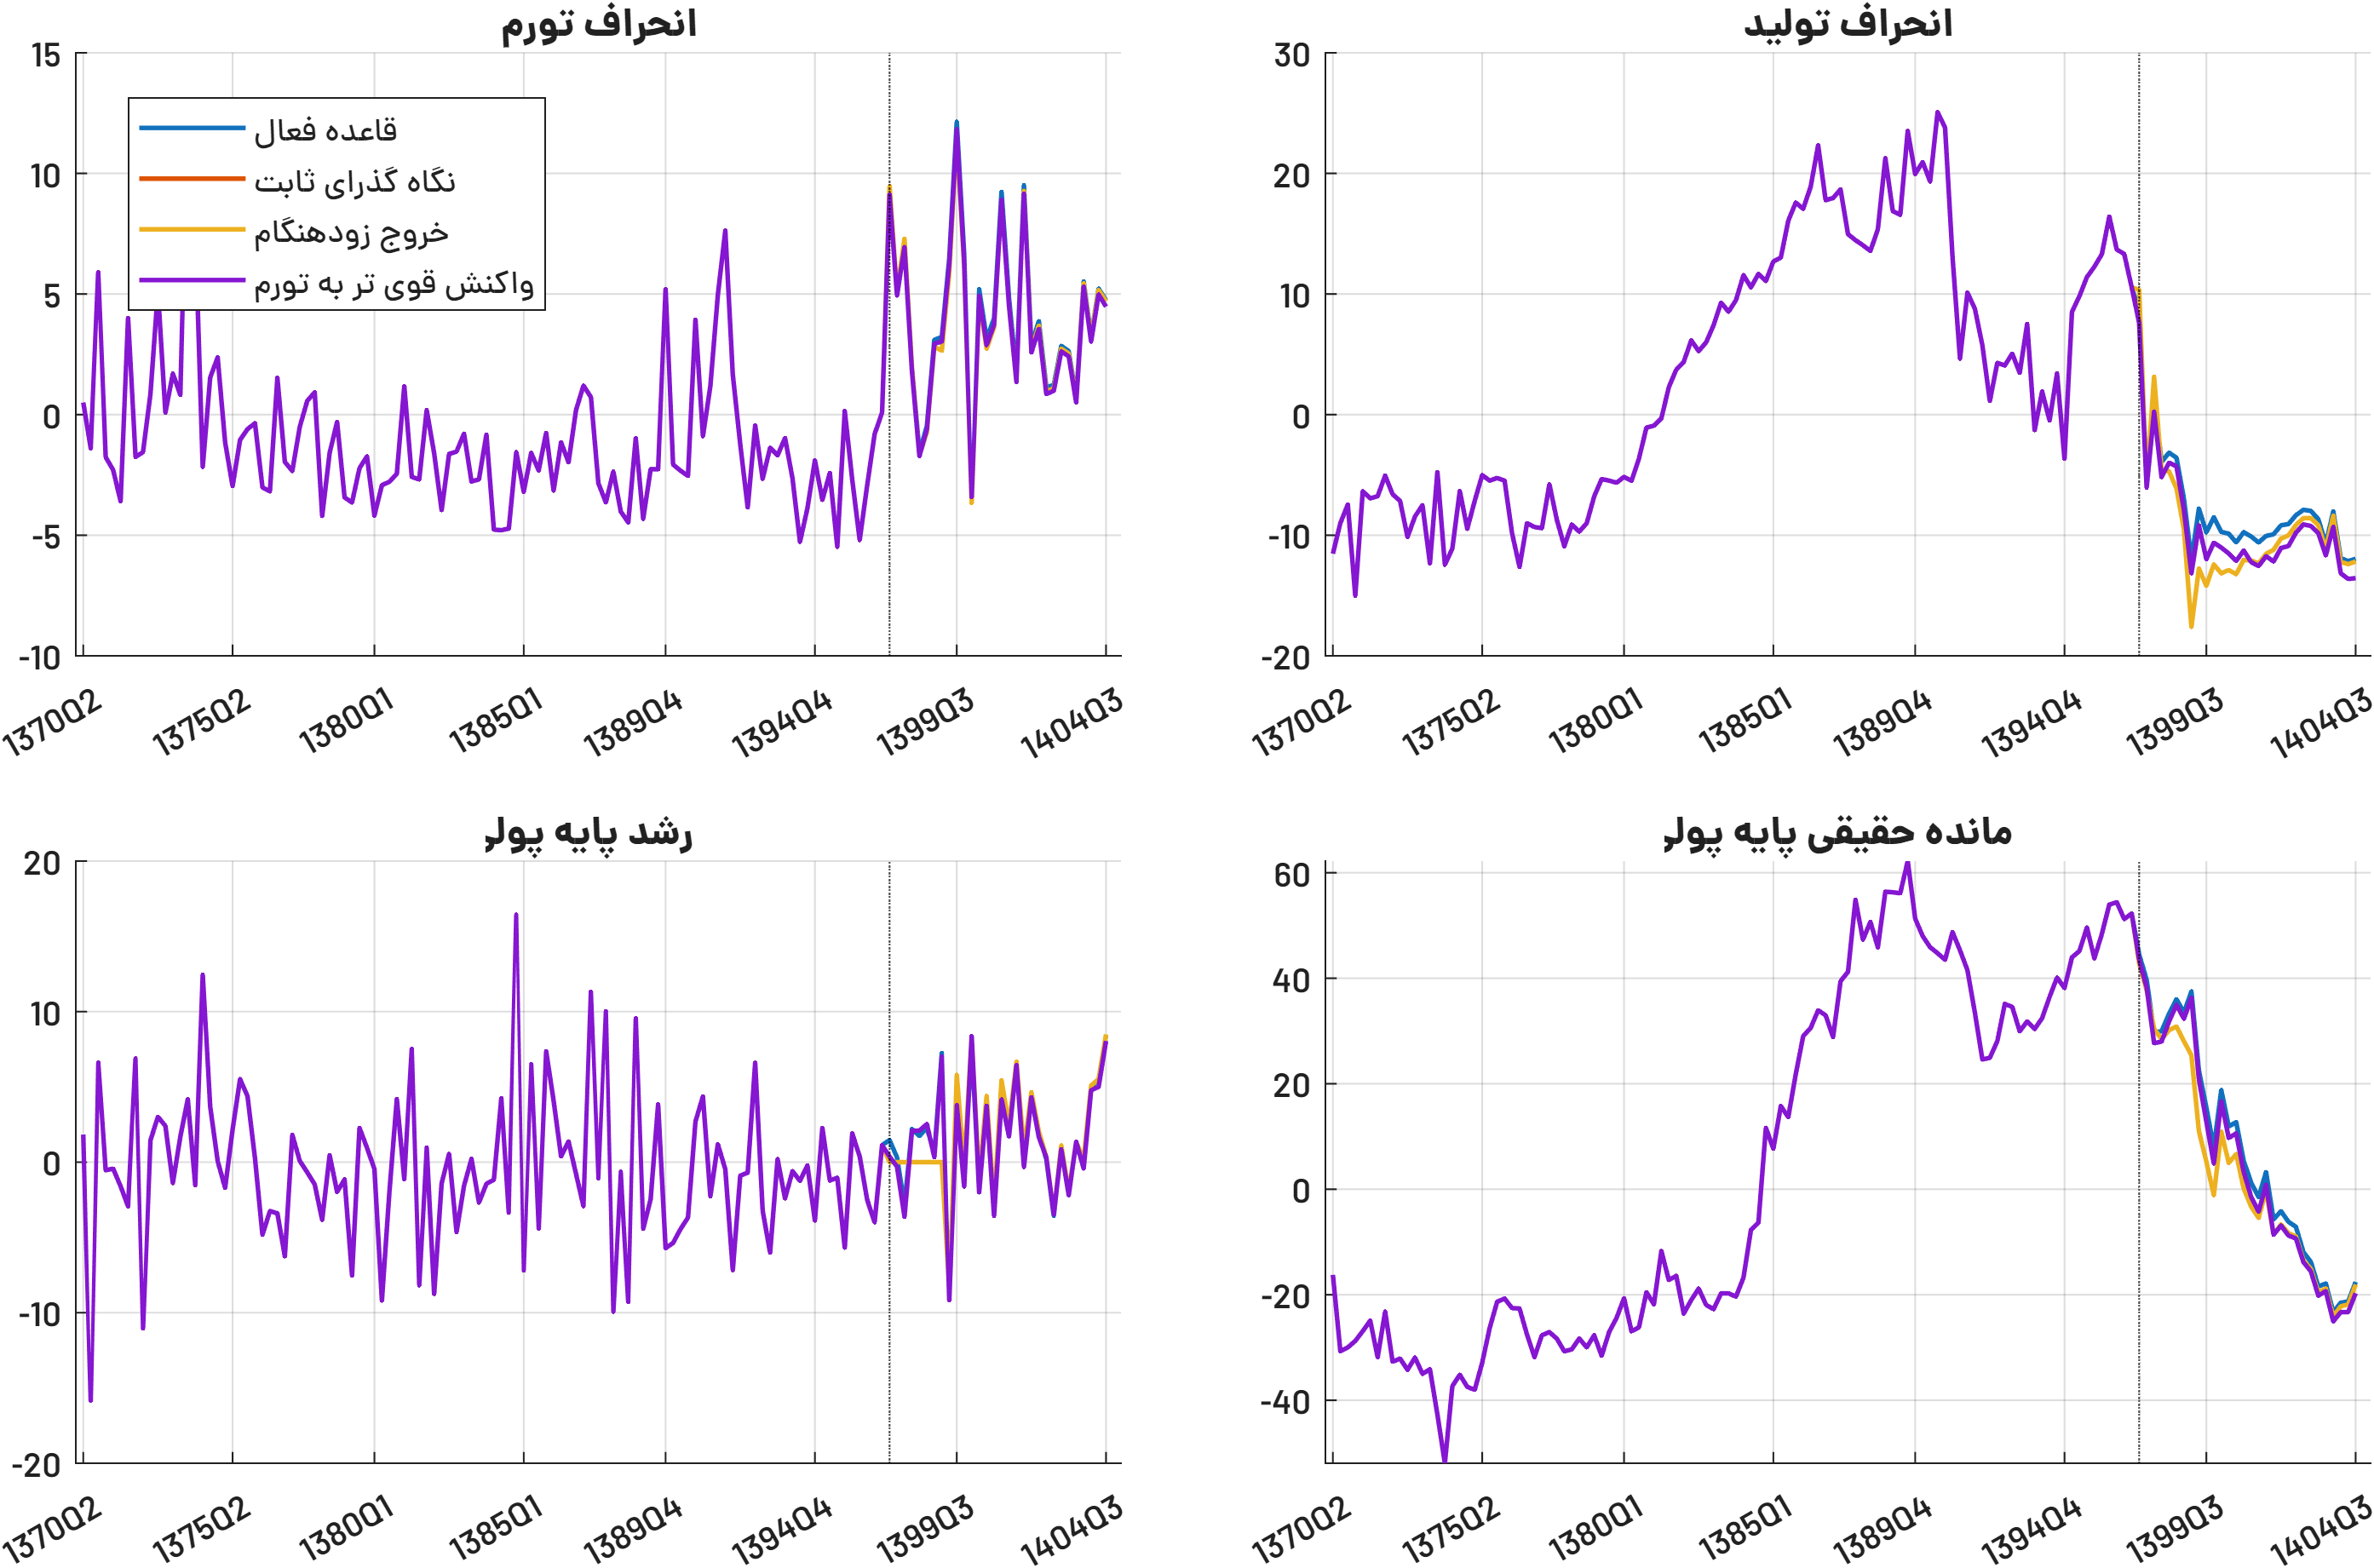 انحراف تورم
15
10
5
0
-5
-10
قاعده فعال
نگاه گذرای ثابت
خروج زودهنگام
واکنش قوی تر به تورم
1370Q2
1375Q2
1380Q1
1385Q1
1389Q4
1394Q4
1399Q3
1404Q3
انحراف تولید
30
20
10
0
-10
-20
1370Q2
1375Q2
1380Q1
1385Q1
1389Q4
1394Q4
1399Q3
1404Q3
رشد پایه پولی
20
10
0
-10
-20
1370Q2
1375Q2
1380Q1
1385Q1
1389Q4
1394Q4
1399Q3
1404Q3
مانده حقیقی پایه پولی
60
40
20
0
-20
-40
1370Q2
1375Q2
1380Q1
1385Q1
1389Q4
1394Q4
1399Q3
1404Q3